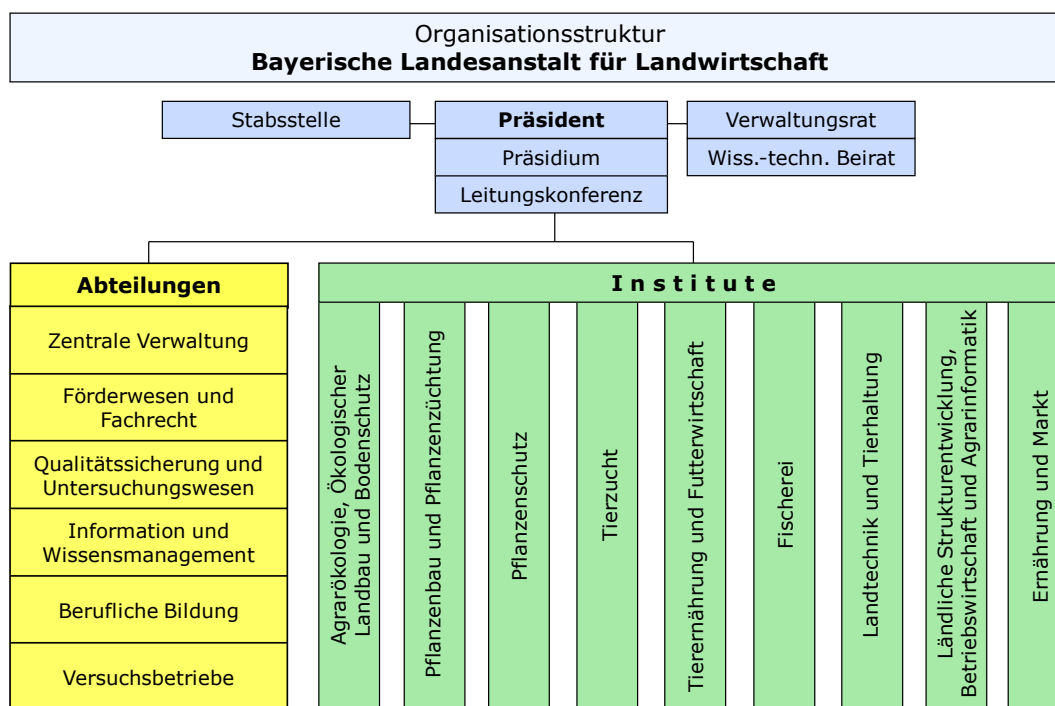 Organisationsstruktur
Bayerische Landesanstalt für Landwirtschaft
Stabsstelle
Präsident
Verwaltungsrat
Präsidium
Wiss.-techn. Beirat
Leitungskonferenz
Abteilungen
Zentrale Verwaltung
Förderwesen und
Fachrecht
Qualitätssicherung und
Untersuchungswesen
Information und
Wissensmanagement
Berufliche Bildung
Versuchsbetriebe
Institute
Agrarökologie, Ökologischer
Landbau und Bodenschutz
Pflanzenbau und Pflanzenzüchtung
Pflanzenschutz
Tierzucht
Tierernährung und Futterwirtschaft
Fischerei
Landtechnik und Tierhaltung
Ländliche Strukturentwicklung,
Betriebswirtschaft und Agrarinformatik
Ernährung und Markt